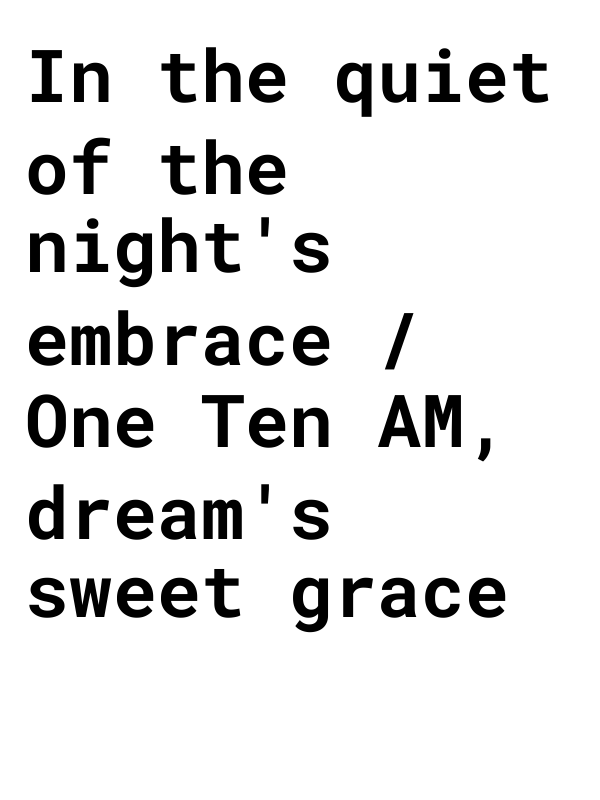 In the quiet
of the
night's
embrace /
One Ten AM,
dream's
sweet grace